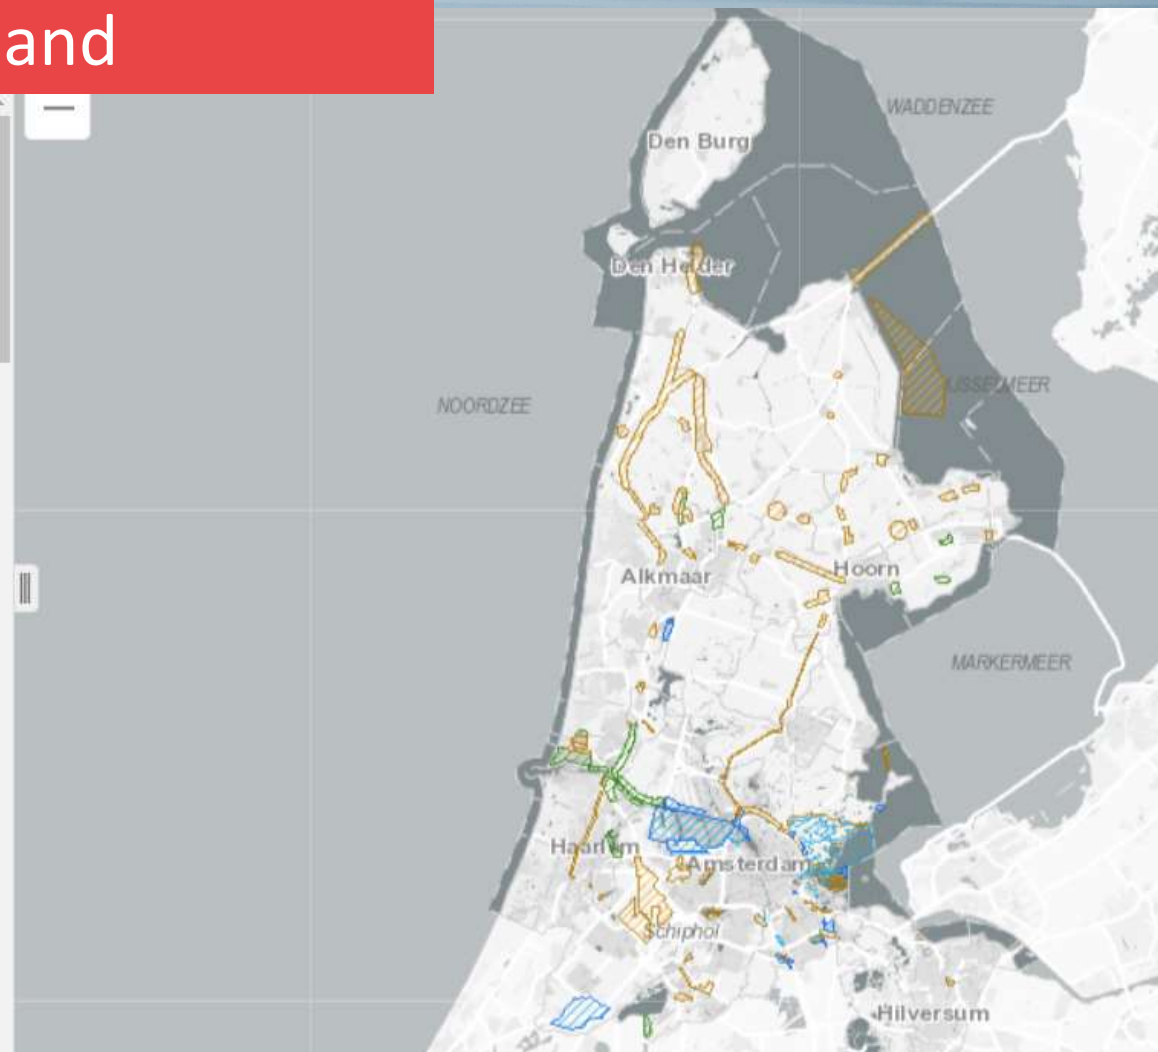 and
WADDENZEE
Den Burg
Den Helder
IJSSELMEER
NOORDZEE
Alkmaar
Hoorn
MARKERMEER
Haarlem
Amsterdam
Schiphol
Hilversum